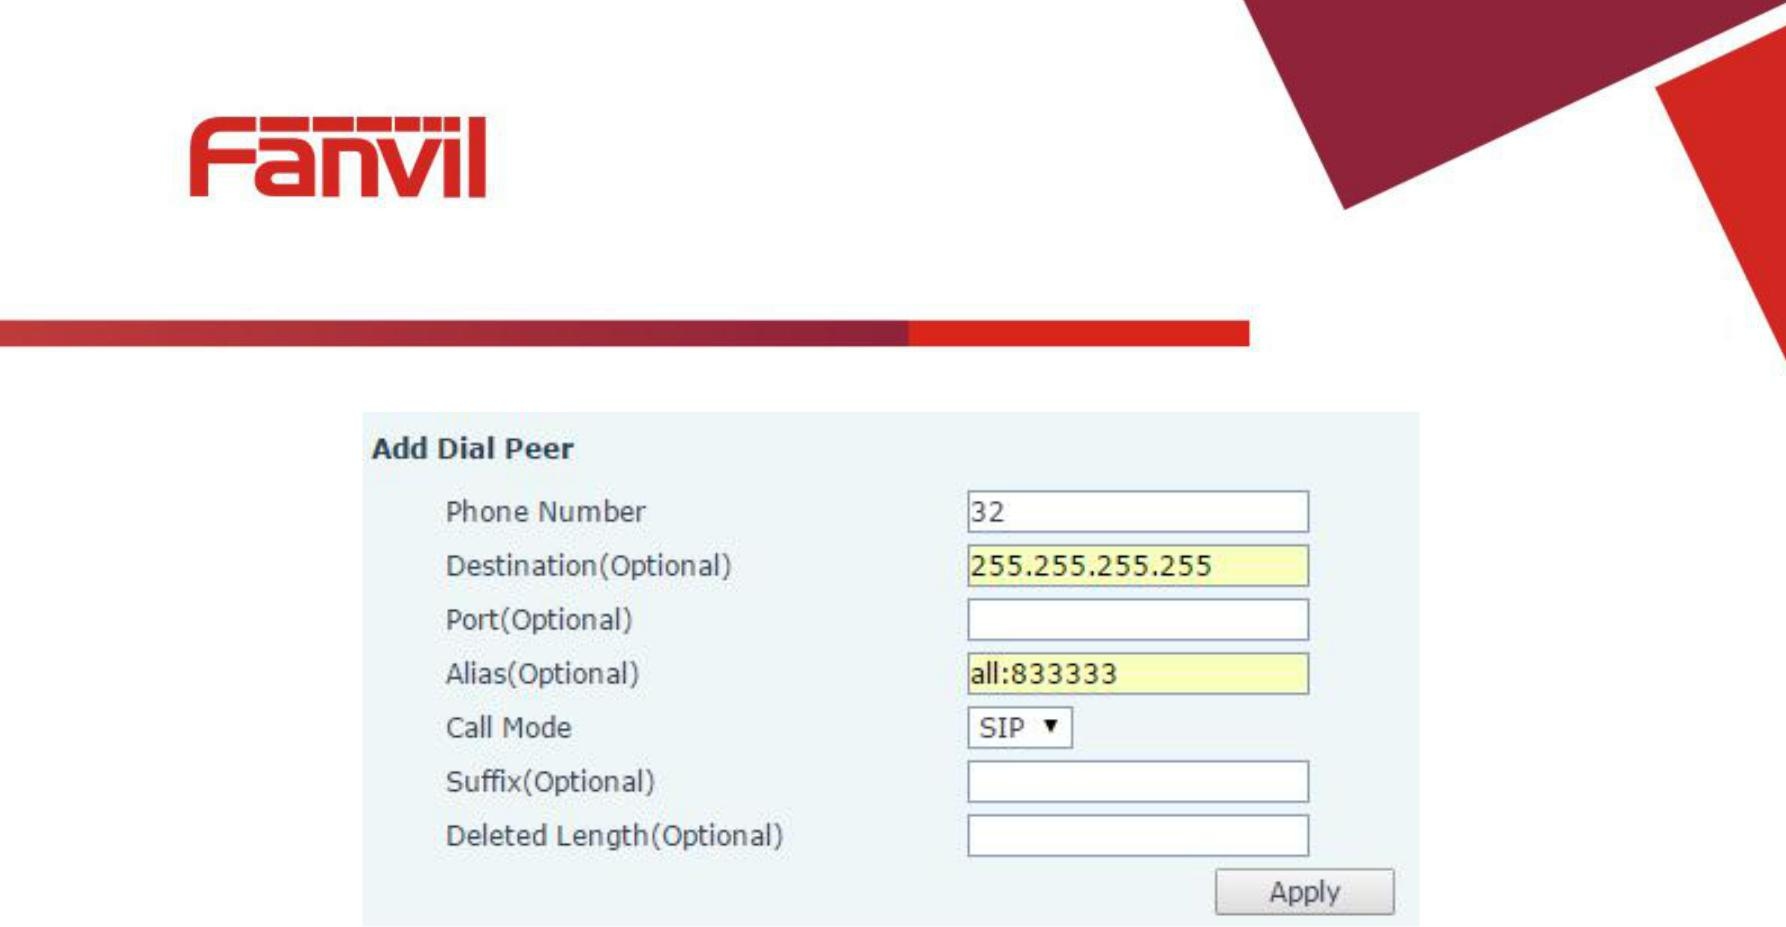 Fanvil
Add Dial Peer
Phone Number 32
Destination(Optional) 255.255.255.255
Port(Optional)
Alias(Optional) all:833333
Call Mode SIP ▼
Suffix(Optional)
Deleted Length(Optional)
Apply